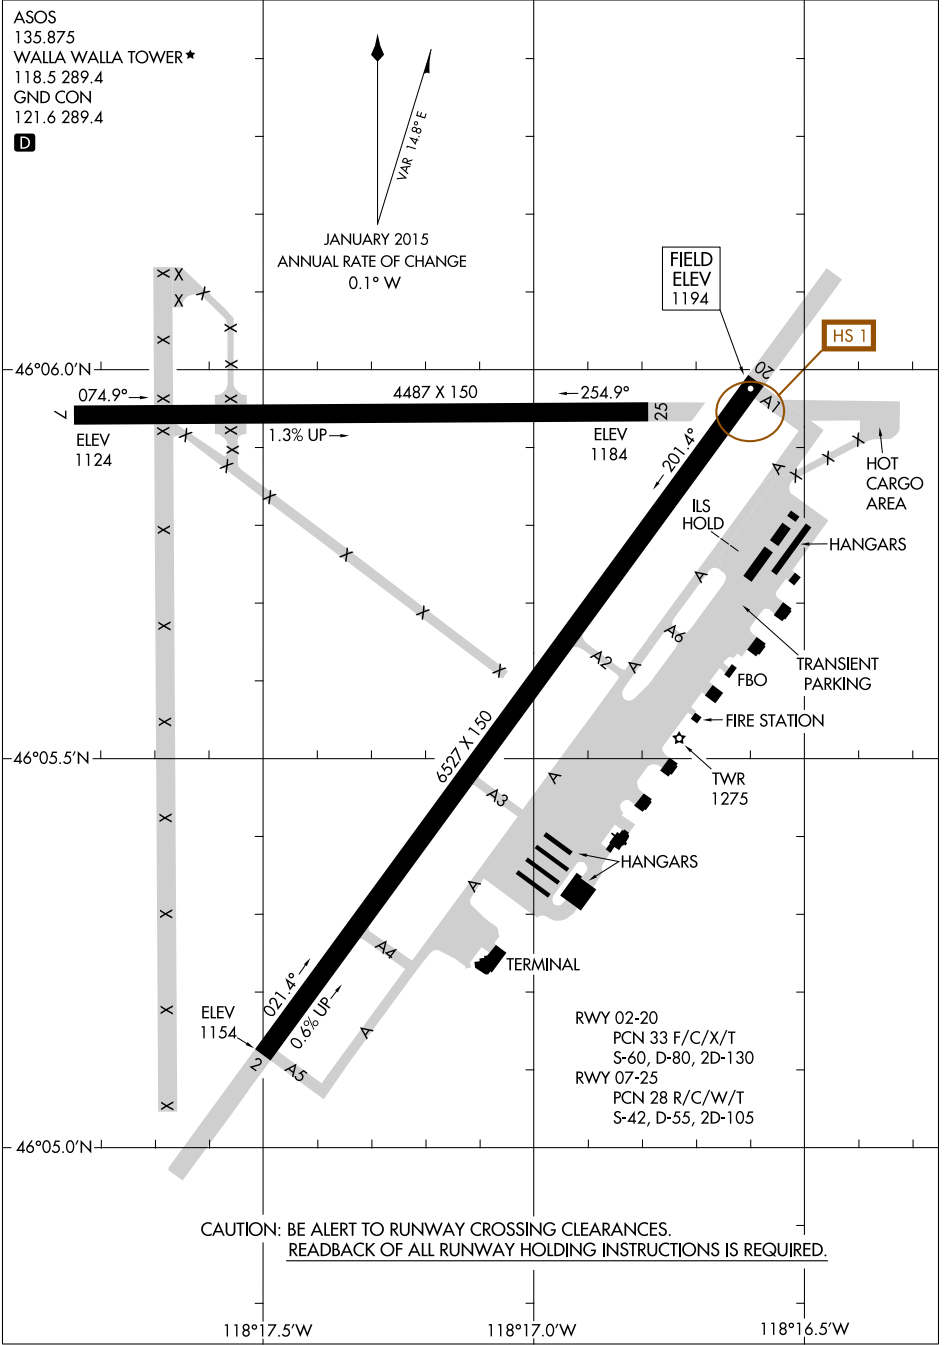 ASOS
135.875
WALLA WALLA TOWER★
118.5 289.4
GND CON
121.6 289.4
D
VAR 14.8° E
JANUARY 2015
ANNUAL RATE OF CHANGE
0.1° W
FIELD
ELEV
1194
HS 1
X X
X X
X
X
X X
46°06.0'N
20
074.9°
4487 X 150
254.9°
X X
A1
7
25
ELEV
1124
1.3% UP
ELEV
1184
201.4°
X X X
X X
X X
A
X
X
X
HOT
CARGO
AREA
X
ILS
HOLD
X
HANGARS
X
A
X
X
A6
A2
A
X
TRANSIENT
PARKING
FBO
X
FIRE STATION
6527 X 150
46°05.5'N
A
TWR
1275
A3
X
HANGARS
A
X
A4
TERMINAL
021.4°
0.6% UP
X
ELEV
1154
A
2
A5
RWY 02-20
PCN 33 F/C/X/T
S-60, D-80, 2D-130
RWY 07-25
PCN 28 R/C/W/T
S-42, D-55, 2D-105
X
46°05.0'N
CAUTION: BE ALERT TO RUNWAY CROSSING CLEARANCES.
READBACK OF ALL RUNWAY HOLDING INSTRUCTIONS IS REQUIRED.
118°17.5'W
118°17.0'W
118°16.5'W